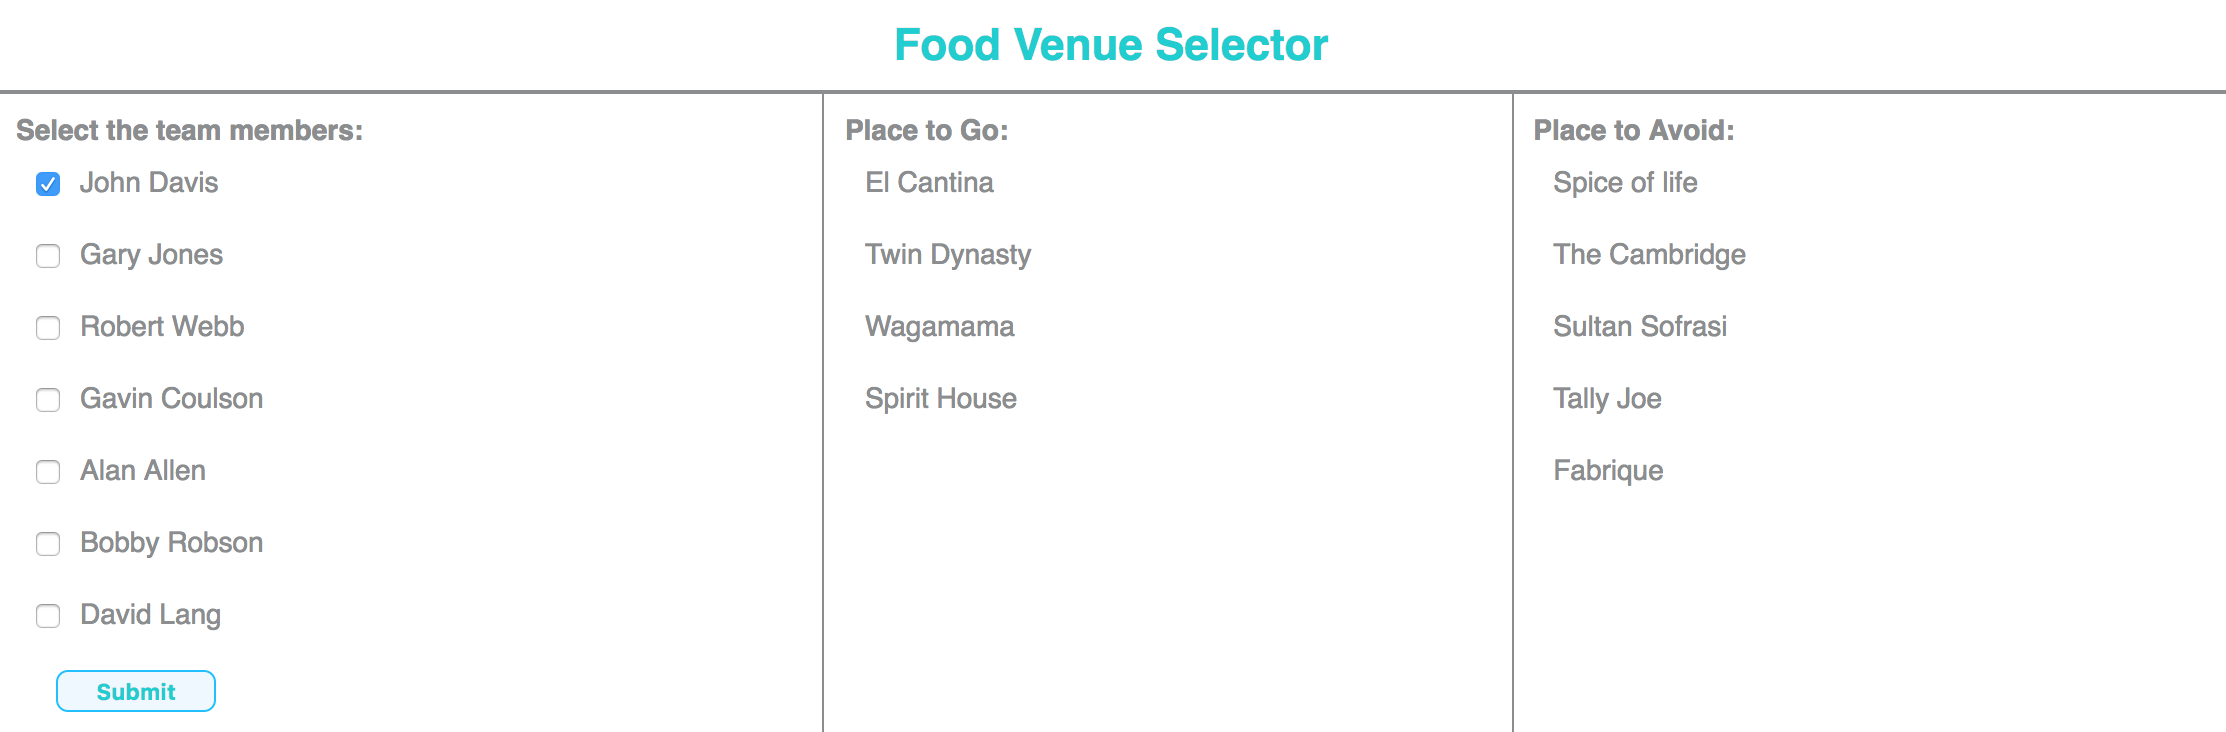 Food Venue Selector
Select the team members:
John Davis
Gary Jones
Robert Webb
Gavin Coulson
Alan Allen
Bobby Robson
David Lang
Submit
Place to Go:
El Cantina
Twin Dynasty
Wagamama
Spirit House
Place to Avoid:
Spice of life
The Cambridge
Sultan Sofrasi
Tally Joe
Fabrique